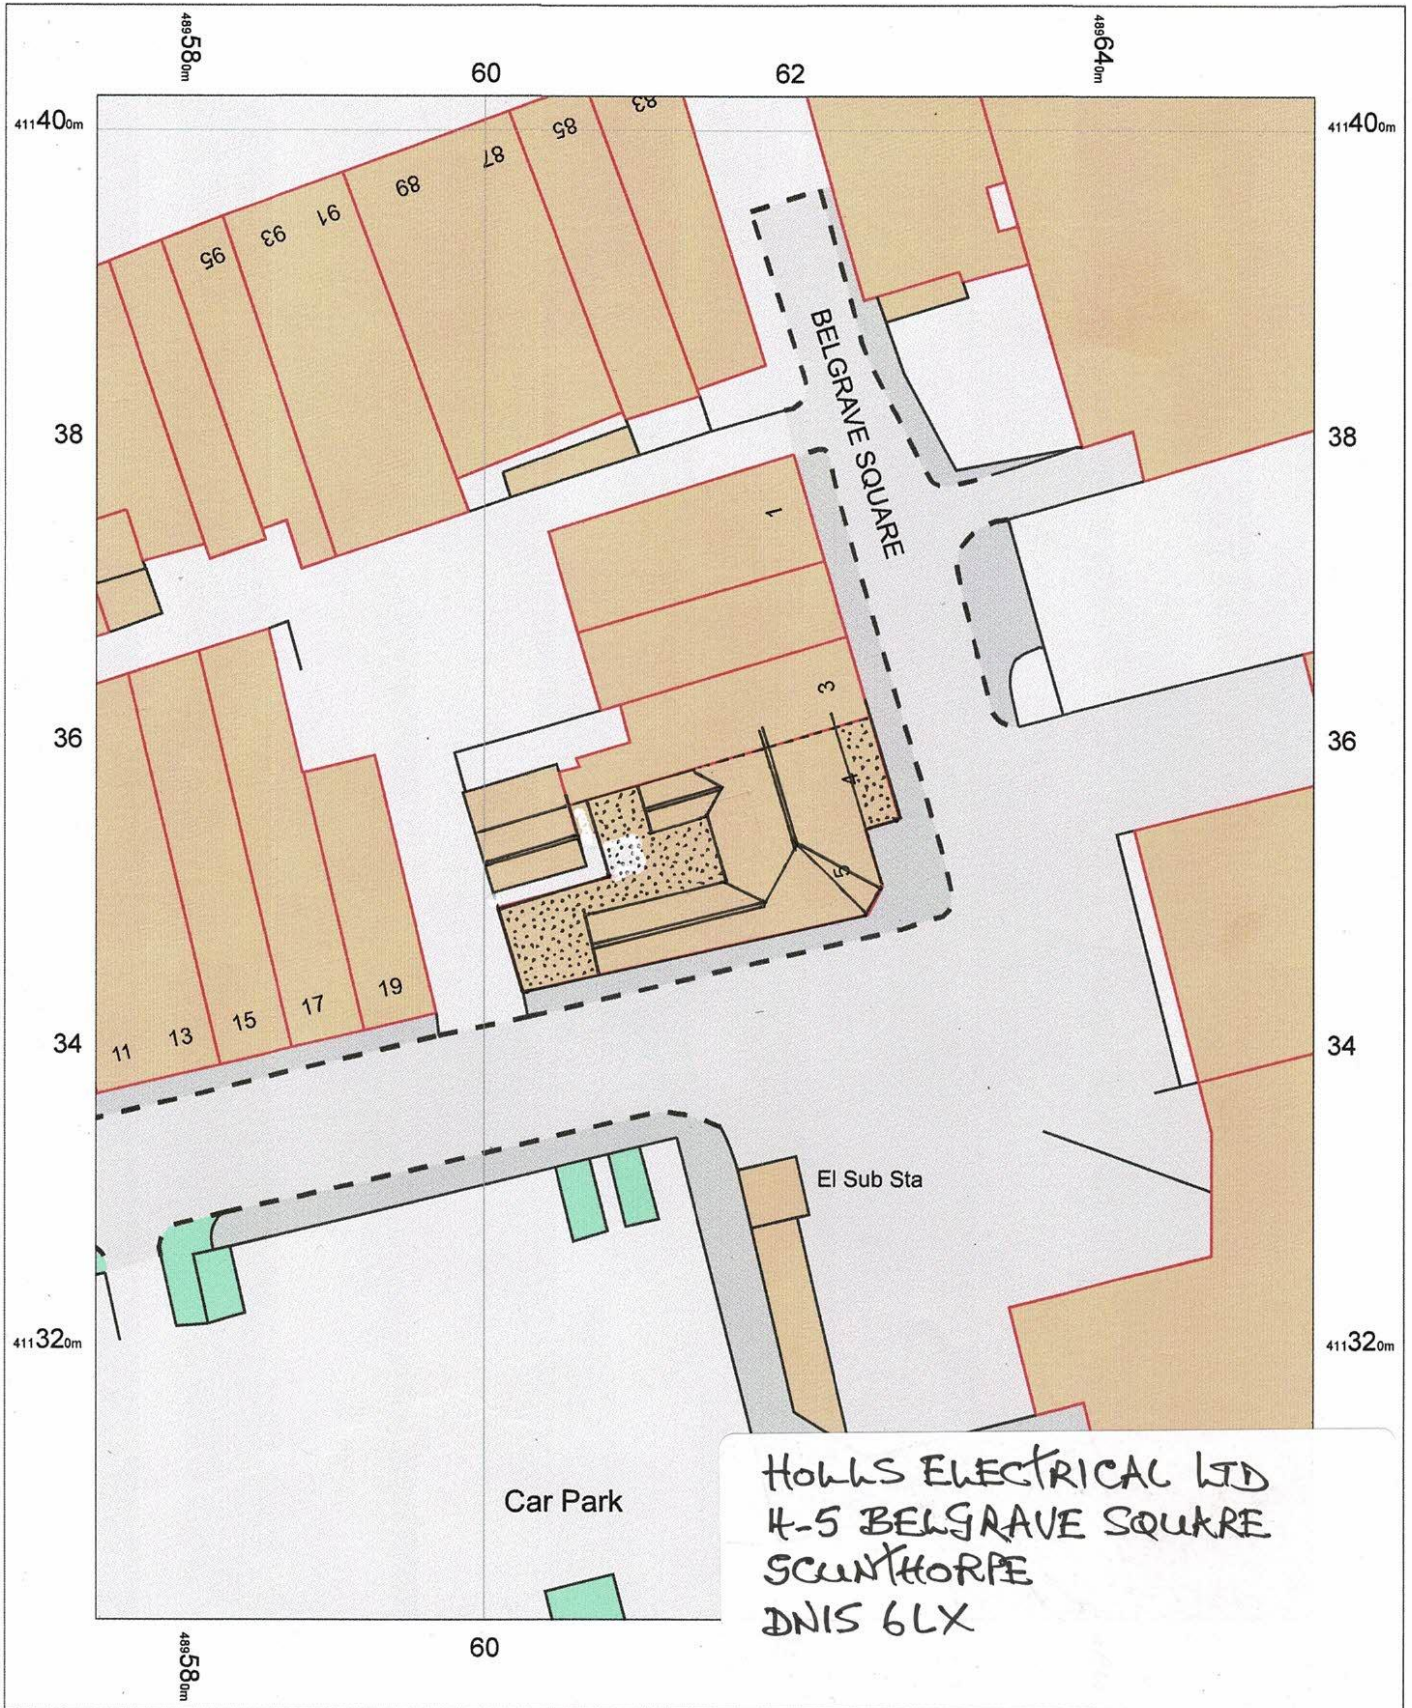 489580m
60
62
489640m
411400m
411400m
83
85
87
89
91
93
95
BELGRAVE SQUARE
38
38
1
3
36
36
4
5
19
17
15
13
11
34
34
El Sub Sta
411320m
411320m
Car Park
HOLLS ELECTRICAL LTD
4-5 BELGRAVE SQUARE
SCUNTHORPE
DN15 6LX
489580m
60